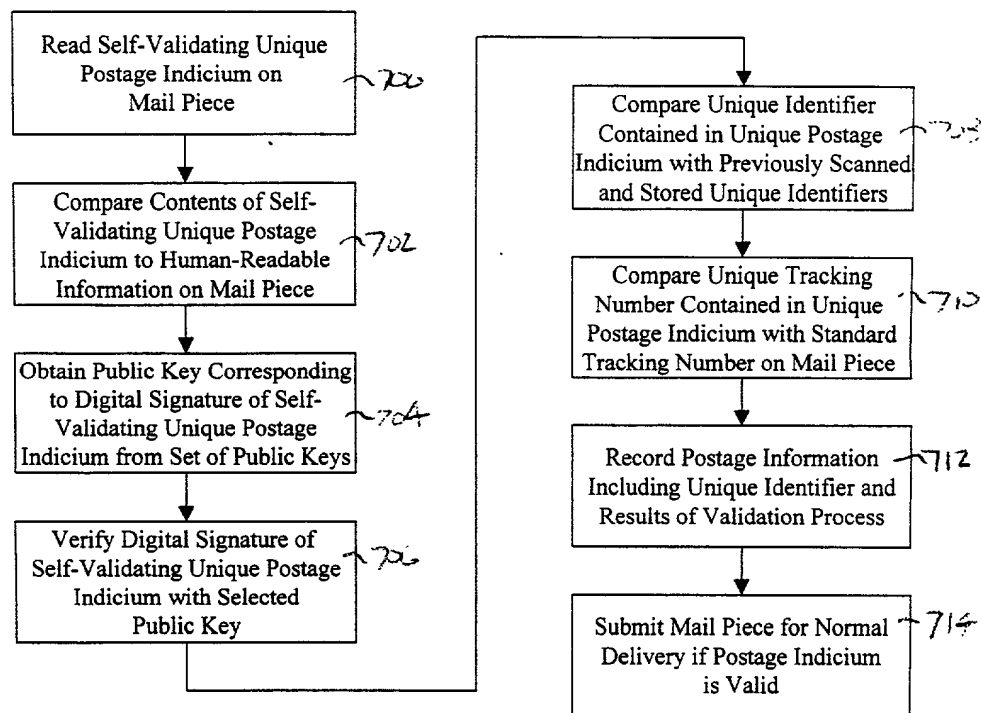 Read Self-Validating Unique
Postage Indicium on
Mail Piece
700
Compare Contents of Self-
Validating Unique Postage
Indicium to Human-Readable
Information on Mail Piece
702
Obtain Public Key Corresponding
to Digital Signature of Self-
Validating Unique Postage
Indicium from Set of Public Keys
704
Verify Digital Signature of
Self-Validating Unique Postage
Indicium with Selected
Public Key
706
Compare Unique Identifier
Contained in Unique Postage
Indicium with Previously Scanned
and Stored Unique Identifiers
708
Compare Unique Tracking
Number Contained in Unique
Postage Indicium with Standard
Tracking Number on Mail Piece
710
Record Postage Information
Including Unique Identifier and
Results of Validation Process
712
Submit Mail Piece for Normal
Delivery if Postage Indicium
is Valid
714